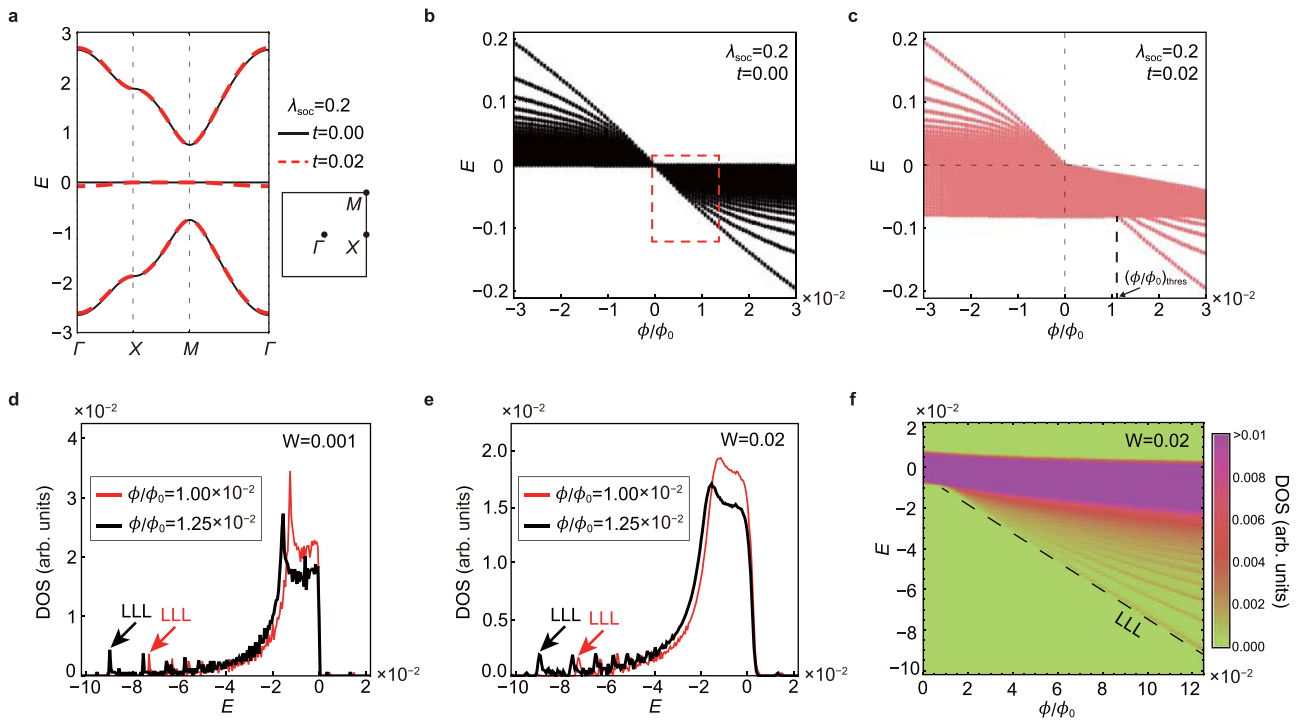 a
3
2
1
0
−1
−2
−3
E
Γ
X
M
Γ
λsoc=0.2
t=0.00
t=0.02
M
Γ
X
b
0.2
0.1
0
0.1
0.2
E
λsoc=0.2
t=0.00
−3
−2
−1
0
1
2
3
×10−2
ϕ/ϕ0
c
0.2
0.1
0
−0.1
−0.2
E
λsoc=0.2
t=0.02
(ϕ/ϕ0)thres
−3
−2
−1
0
1
2
3
×10−2
ϕ/ϕ0
d
×10−2
4
3
2
1
0
DOS (arb. units)
W=0.001
ϕ/ϕ0=1.00×10−2
ϕ/ϕ0=1.25×10−2
LLL
LLL
−10
−8
−6
−4
−2
0
2
×10−2
E
e
×10−2
2.0
1.5
1.0
0.5
0.0
DOS (arb. units)
W=0.02
ϕ/ϕ0=1.00×10−2
ϕ/ϕ0=1.25×10−2
LLL
LLL
−10
−8
−6
−4
−2
0
2
×10−2
E
f
×10−2
2
0
−2
−4
−6
−8
−10
E
W=0.02
LLL
0
2
4
6
8
10
12
×10−2
ϕ/ϕ0
>0.01
0.008
0.006
0.004
0.002
0.000
DOS (arb. units)